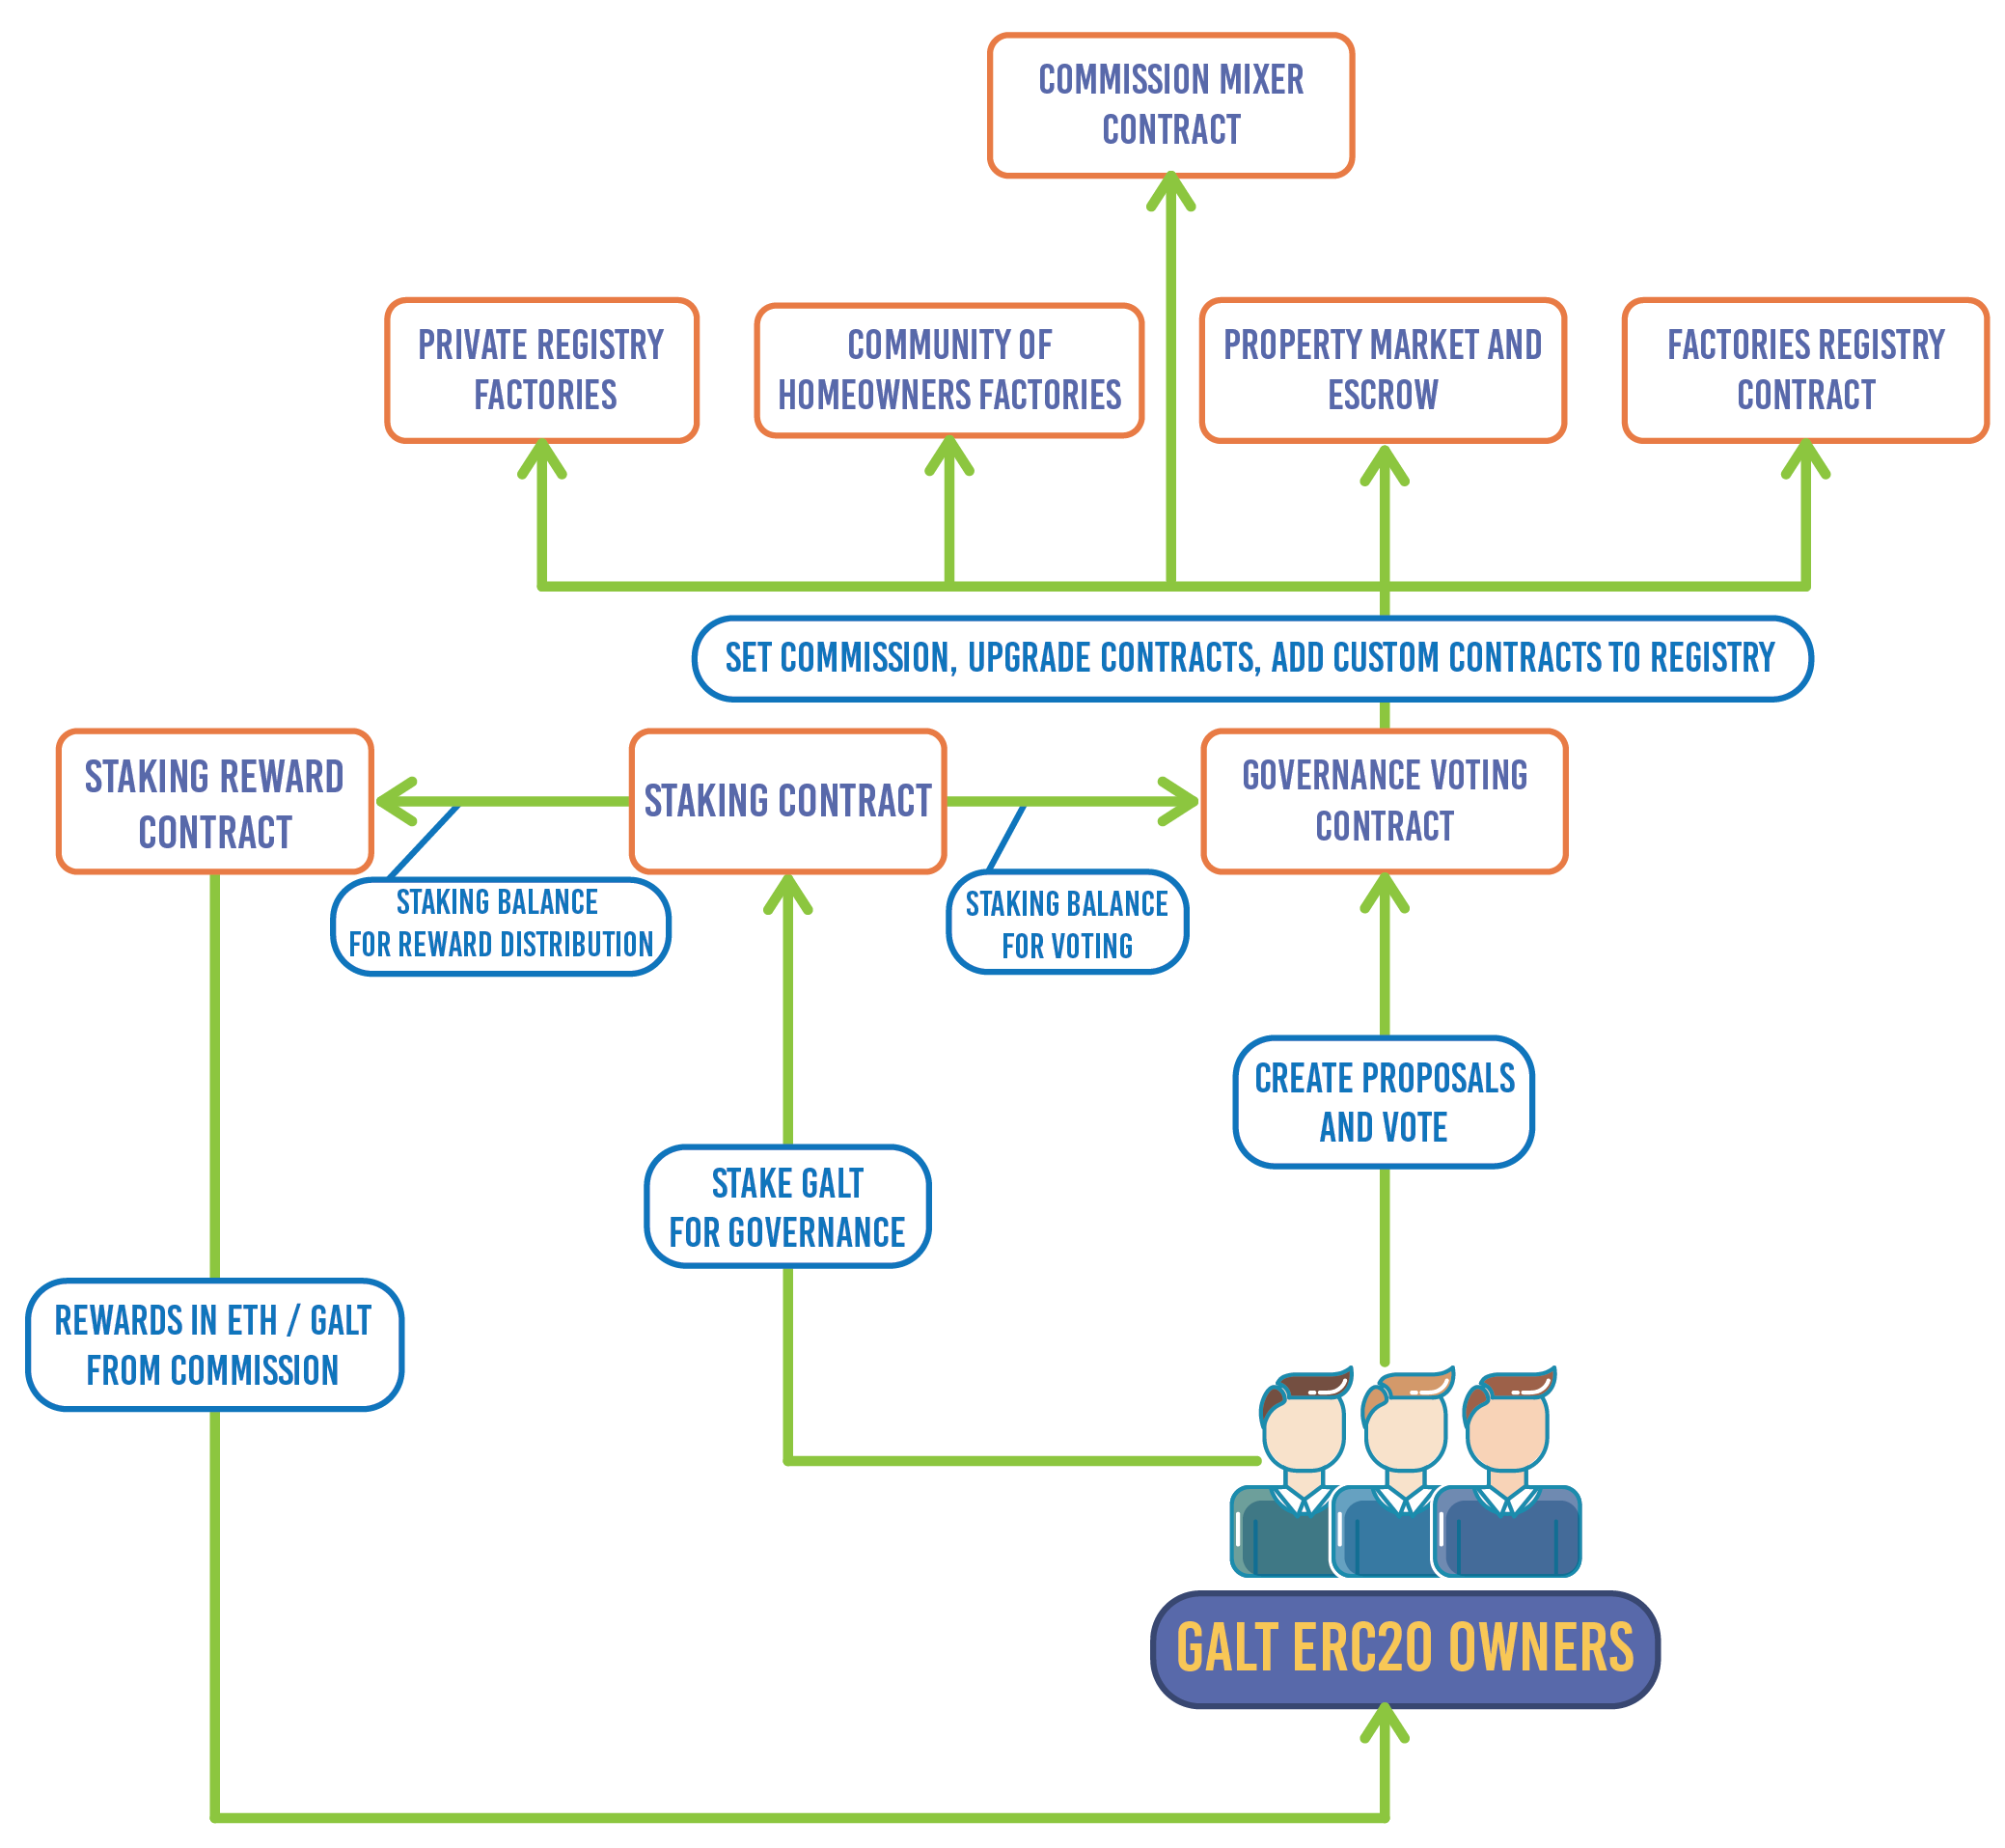 COMMISSION MIXER
CONTRACT
PRIVATE REGISTRY
FACTORIES
COMMUNITY OF
HOMEOWNERS FACTORIES
PROPERTY MARKET AND
ESCROW
FACTORIES REGISTRY
CONTRACT
SET COMMISSION, UPGRADE CONTRACTS, ADD CUSTOM CONTRACTS TO REGISTRY
STAKING REWARD
CONTRACT
STAKING CONTRACT
GOVERNANCE VOTING
CONTRACT
STAKING BALANCE
FOR REWARD DISTRIBUTION
STAKING BALANCE
FOR VOTING
CREATE PROPOSALS
AND VOTE
STAKE GALT
FOR GOVERNANCE
REWARDS IN ETH / GALT
FROM COMMISSION
GALT ERC20 OWNERS